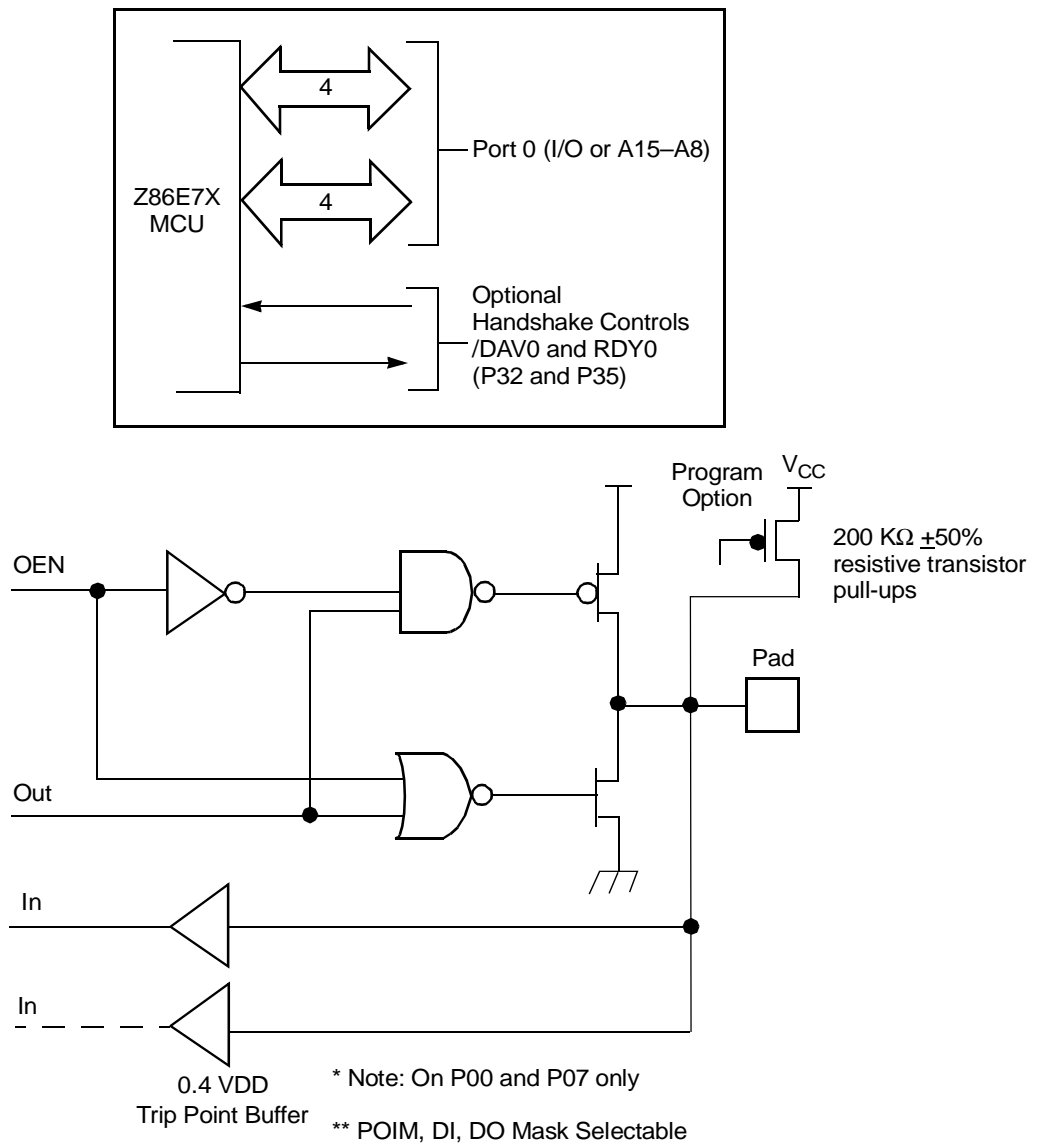 4
Port 0 (I/O or A15–A8)
4
Z86E7X
MCU
Optional
Handshake Controls
/DAV0 and RDY0
(P32 and P35)
Program
Option
VCC
200 KΩ ±50%
resistive transistor
pull-ups
OEN
Pad
Out
In
In
0.4 VDD
Trip Point Buffer
* Note: On P00 and P07 only
** POIM, DI, DO Mask Selectable